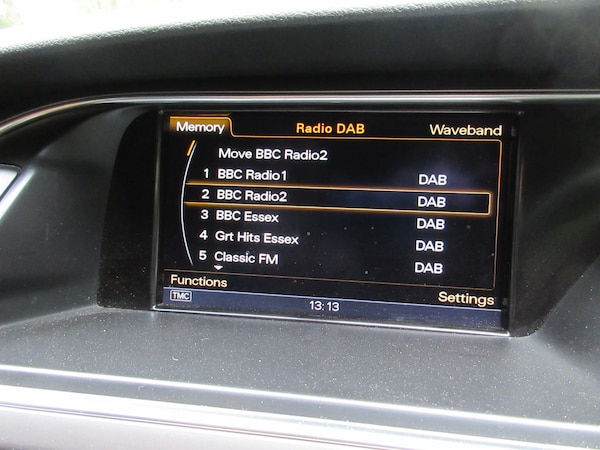 Memory Radio DAB Waveband
Move BBC Radio2
1 BBC Radio1 DAB
2 BBC Radio2 DAB
3 BBC Essex DAB
4 Grt Hits Essex DAB
5 Classic FM DAB
Functions Settings
TMC 13:13